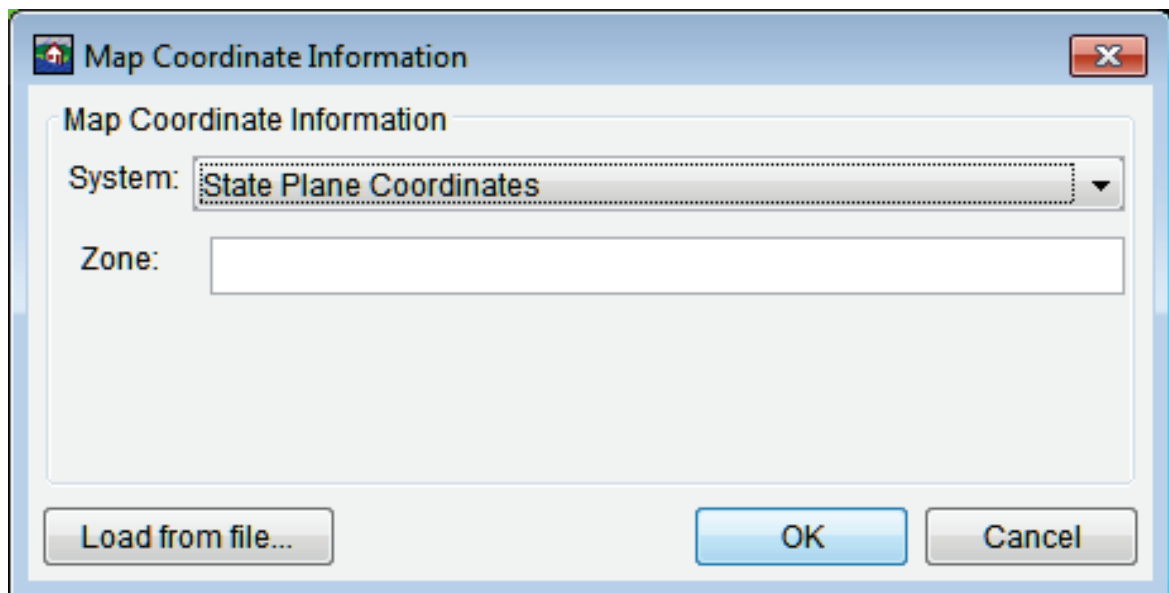 Map Coordinate Information
Map Coordinate Information
System: State Plane Coordinates
Zone:
Load from file... OK Cancel